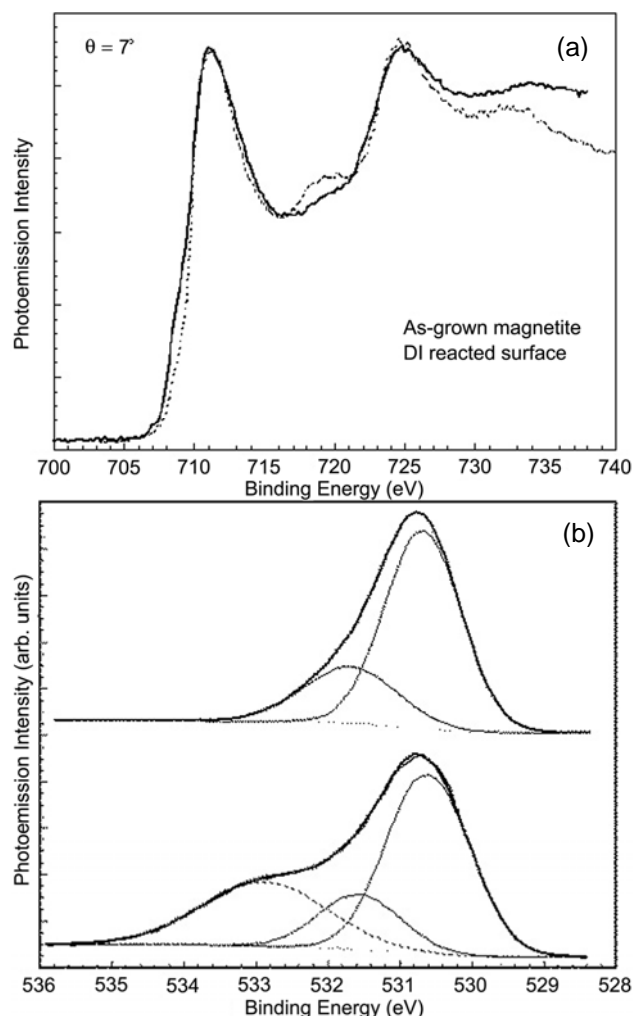 θ = 7°
(a)
Photoemission Intensity
As-grown magnetite
DI reacted surface
700 705 710 715 720 725 730 735 740
Binding Energy (eV)
(b)
Photoemission Intensity (arb. units)
536 535 534 533 532 531 530 529 528
Binding Energy (eV)